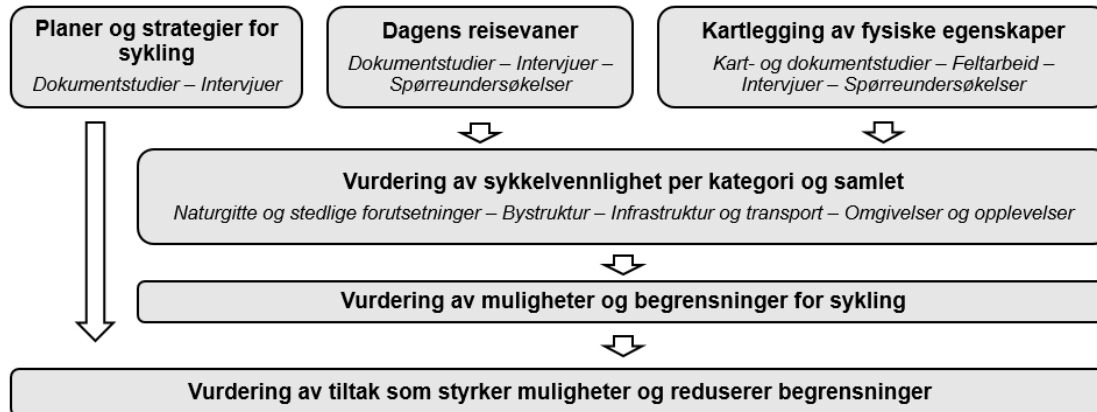 Planer og strategier for
sykling
Dokumentstudier – Intervjuer
Dagens reisevaner
Dokumentstudier – Intervjuer –
Spørreundersøkelser
Kartlegging av fysiske egenskaper
Kart- og dokumentstudier – Feltarbeid –
Intervjuer – Spørreundersøkelser
Vurdering av sykkelvennlighet per kategori og samlet
Naturgitte og stedlige forutsetninger – Bystruktur – Infrastruktur og transport – Omgivelser og opplevelser
Vurdering av muligheter og begrensninger for sykling
Vurdering av tiltak som styrker muligheter og reduserer begrensninger